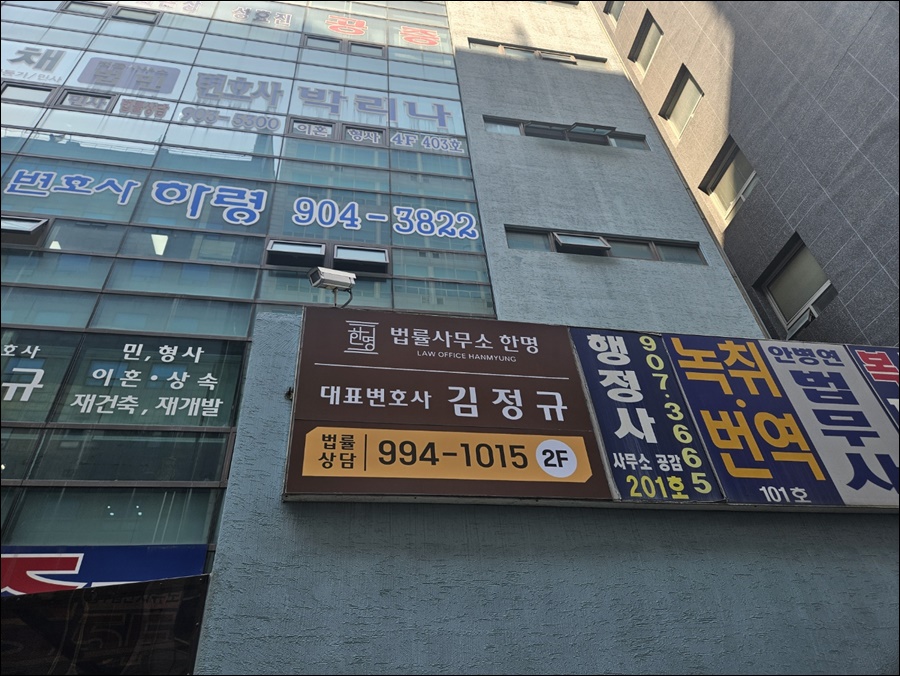 공증
채
변호사 박리나
이혼 형사 4F 403호
변호사 하령 904-3822
호사
규
민,형사
이혼·상속
재건축,재개발
한명
법률사무소 한명
LAW OFFICE HANMYUNG
대표변호사 김정규
법률
상담
994-1015
2F
행정사
907·3665
사무소 공감
201호
녹취·번역
101호
안병연
법무사